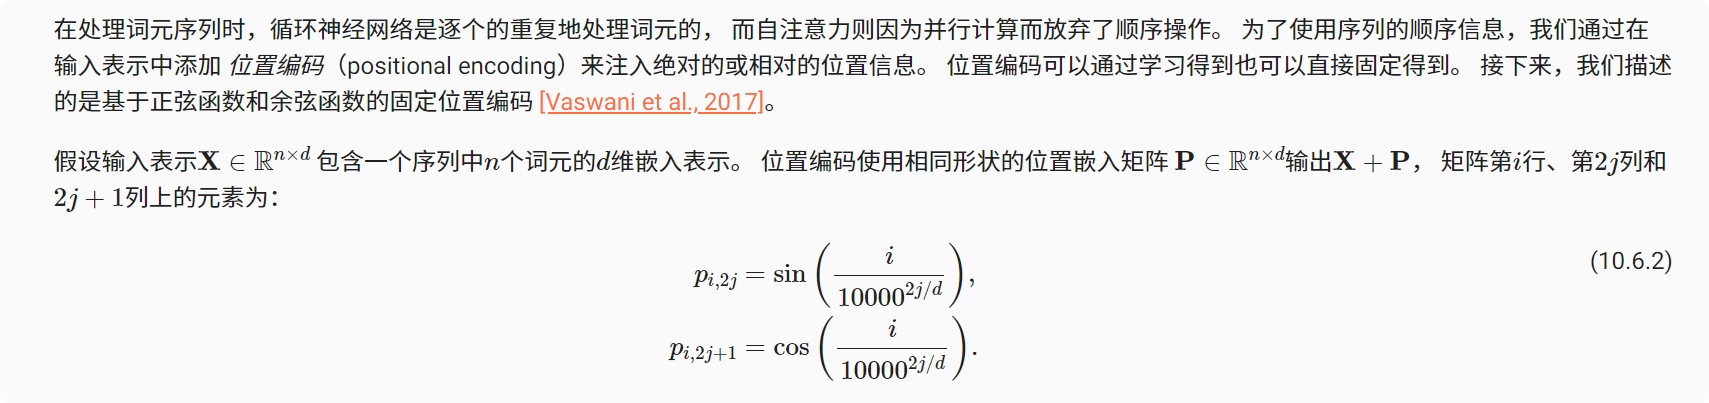 在处理词元序列时，循环神经网络是逐个的重复地处理词元的， 而自注意力则因为并行计算而放弃了顺序操作。 为了使用序列的顺序信息，我们通过在
输入表示中添加 位置编码（positional encoding）来注入绝对的或相对的位置信息。 位置编码可以通过学习得到也可以直接固定得到。 接下来，我们描述
的是基于正弦函数和余弦函数的固定位置编码 [Vaswani et al., 2017]。
假设输入表示$\mathbf{X} \in \mathbb{R}^{n \times d}$ 包含一个序列中$n$个词元的$d$维嵌入表示。 位置编码使用相同形状的位置嵌入矩阵 $\mathbf{P} \in \mathbb{R}^{n \times d}$输出$\mathbf{X} + \mathbf{P}$， 矩阵第$i$行、第$2j$列和
$2j + 1$列上的元素为：
$p_{i,2j} = \sin\left(\frac{i}{10000^{2j/d}}\right),$ (10.6.2)
$p_{i,2j+1} = \cos\left(\frac{i}{10000^{2j/d}}\right).$